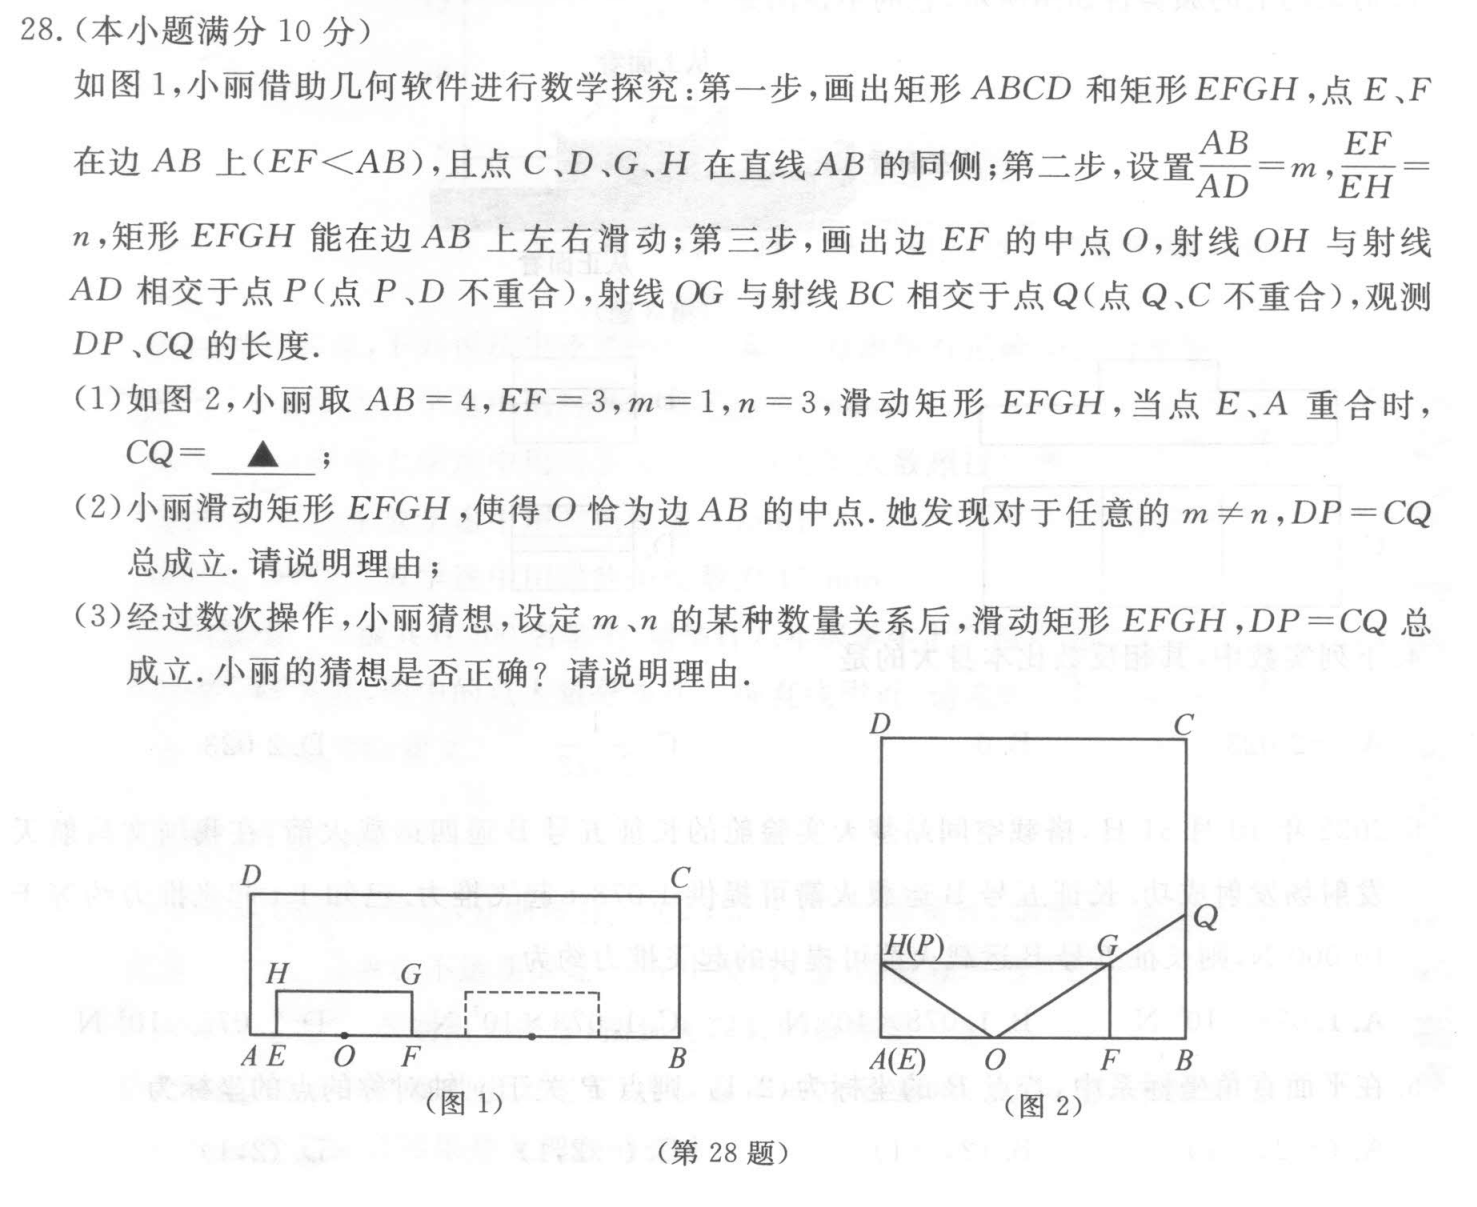 28.(本小题满分 10 分)
如图 1,小丽借助几何软件进行数学探究:第一步,画出矩形 ABCD 和矩形 EFGH,点 E、F
在边 AB 上(EF<AB),且点 C、D、G、H 在直线 AB 的同侧;第二步,设置\frac{AB}{AD}=m,\frac{EF}{EH}=
n,矩形 EFGH 能在边 AB 上左右滑动;第三步,画出边 EF 的中点 O,射线 OH 与射线
AD 相交于点 P(点 P、D 不重合),射线 OG 与射线 BC 相交于点 Q(点 Q、C 不重合),观测
DP、CQ 的长度.
(1)如图 2,小丽取 AB=4,EF=3,m=1,n=3,滑动矩形 EFGH,当点 E、A 重合时,
CQ=▲;
(2)小丽滑动矩形 EFGH,使得 O 恰为边 AB 的中点. 她发现对于任意的 m≠n,DP=CQ
总成立. 请说明理由;
(3)经过数次操作,小丽猜想,设定 m、n 的某种数量关系后,滑动矩形 EFGH,DP=CQ 总
成立. 小丽的猜想是否正确? 请说明理由.
D C
H G
A E O F B
(图 1)
D C
Q
H(P) G
A(E) O F B
(图 2)
(第 28 题)